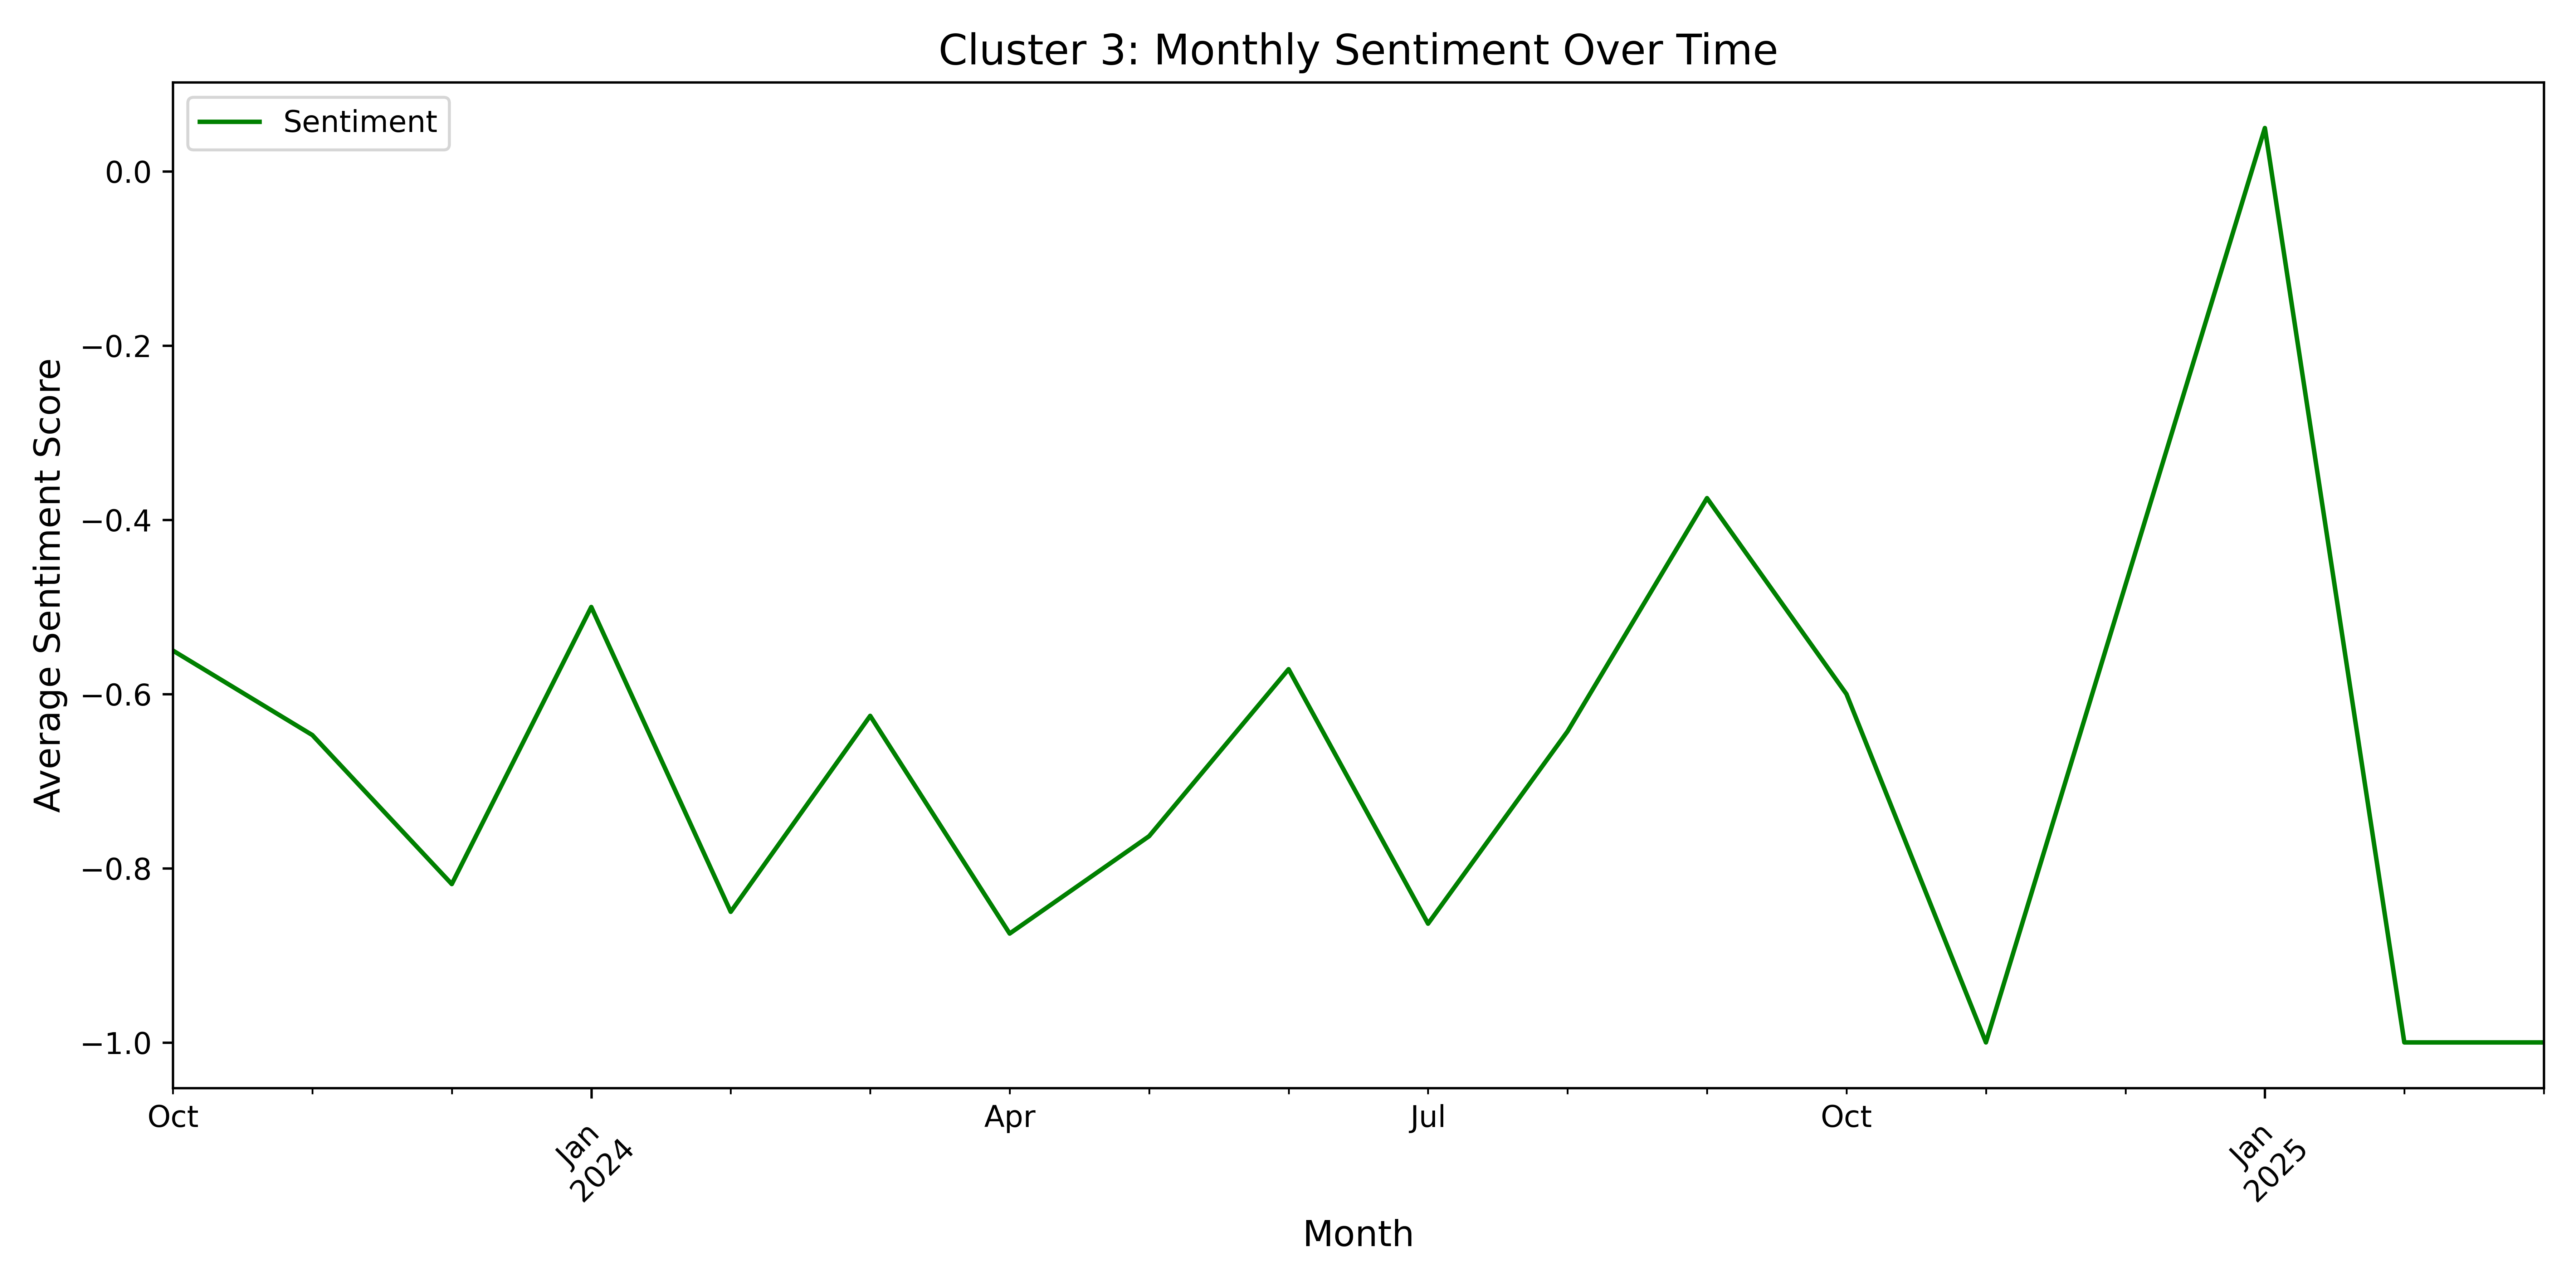 Cluster 3: Monthly Sentiment Over Time
Sentiment
Average Sentiment Score
0.0
−0.2
−0.4
−0.6
−0.8
−1.0
Oct
Jan
2024
Apr
Jul
Oct
Jan
2025
Month